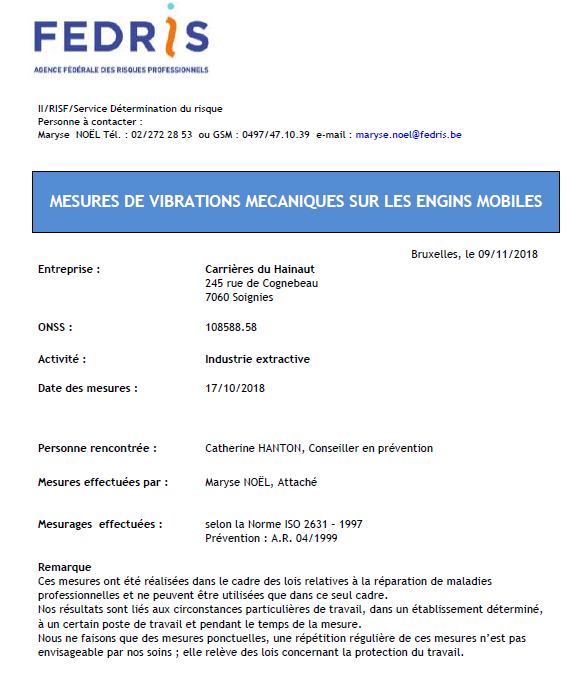 FEDRIS
AGENCE FÉDÉRALE DES RISQUES PROFESSIONNELS
II/RISF/Service Détermination du risque
Personne à contacter :
Maryse NOËL Tél. : 02/272 28 53 ou GSM : 0497/47.10.39 e-mail : maryse.noel@fedris.be
MESURES DE VIBRATIONS MECANIQUES SUR LES ENGINS MOBILES
Bruxelles, le 09/11/2018
Entreprise : Carrières du Hainaut
245 rue de Cognebeau
7060 Soignies
ONSS : 108588.58
Activité : Industrie extractive
Date des mesures : 17/10/2018
Personne rencontrée : Catherine HANTON, Conseiller en prévention
Mesures effectuées par : Maryse NOËL, Attaché
Mesurages effectuées : selon la Norme ISO 2631 – 1997
Prévention : A.R. 04/1999
Remarque
Ces mesures ont été réalisées dans le cadre des lois relatives à la réparation de maladies
professionnelles et ne peuvent être utilisées que dans ce seul cadre.
Nos résultats sont liés aux circonstances particulières de travail, dans un établissement déterminé,
à un certain poste de travail et pendant le temps de la mesure.
Nous ne faisons que des mesures ponctuelles, une répétition régulière de ces mesures n'est pas
envisageable par nos soins ; elle relève des lois concernant la protection du travail.